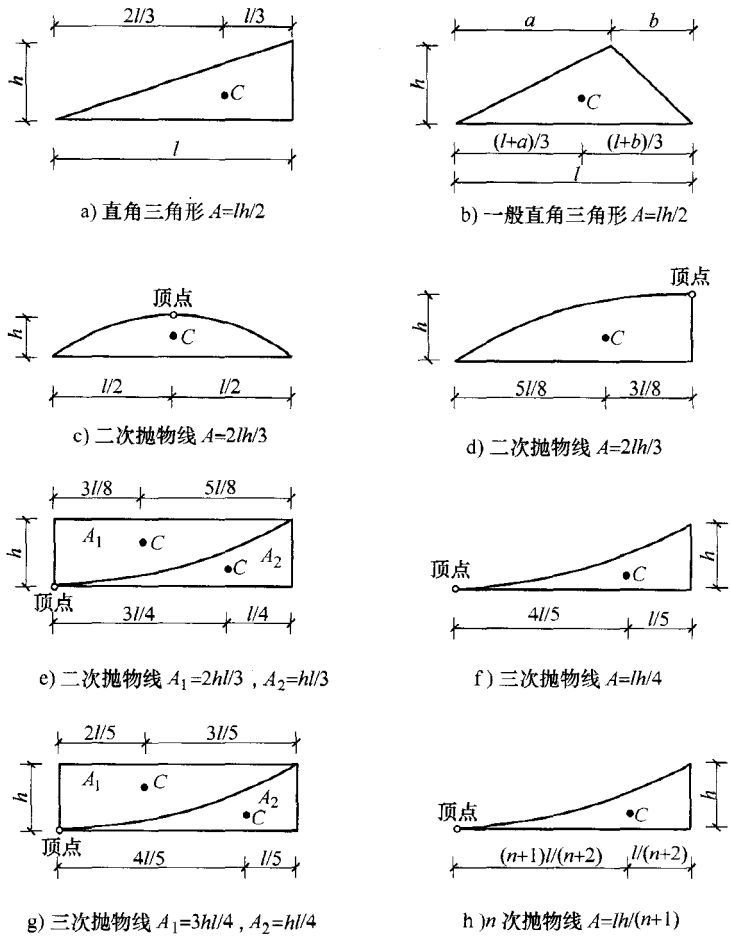 2l/3 l/3
h
C
l
a) 直角三角形 A=lh/2
a b
h
C
(l+a)/3 (l+b)/3
l
b) 一般直角三角形 A=lh/2
顶点
h
C
l/2 l/2
c) 二次抛物线 A=2lh/3
顶点
h
C
5l/8 3l/8
d) 二次抛物线 A=2lh/3
3l/8 5l/8
h
A₁ C
C A₂
顶点
3l/4 l/4
e) 二次抛物线 A₁=2hl/3 , A₂=hl/3
h
顶点
C
4l/5 l/5
f) 三次抛物线 A=lh/4
2l/5 3l/5
h
A₁ C
A₂
C
顶点
4l/5 l/5
g) 三次抛物线 A₁=3hl/4 , A₂=hl/4
h
顶点
C
(n+1)l/(n+2) l/(n+2)
h)n 次抛物线 A=lh/(n+1)